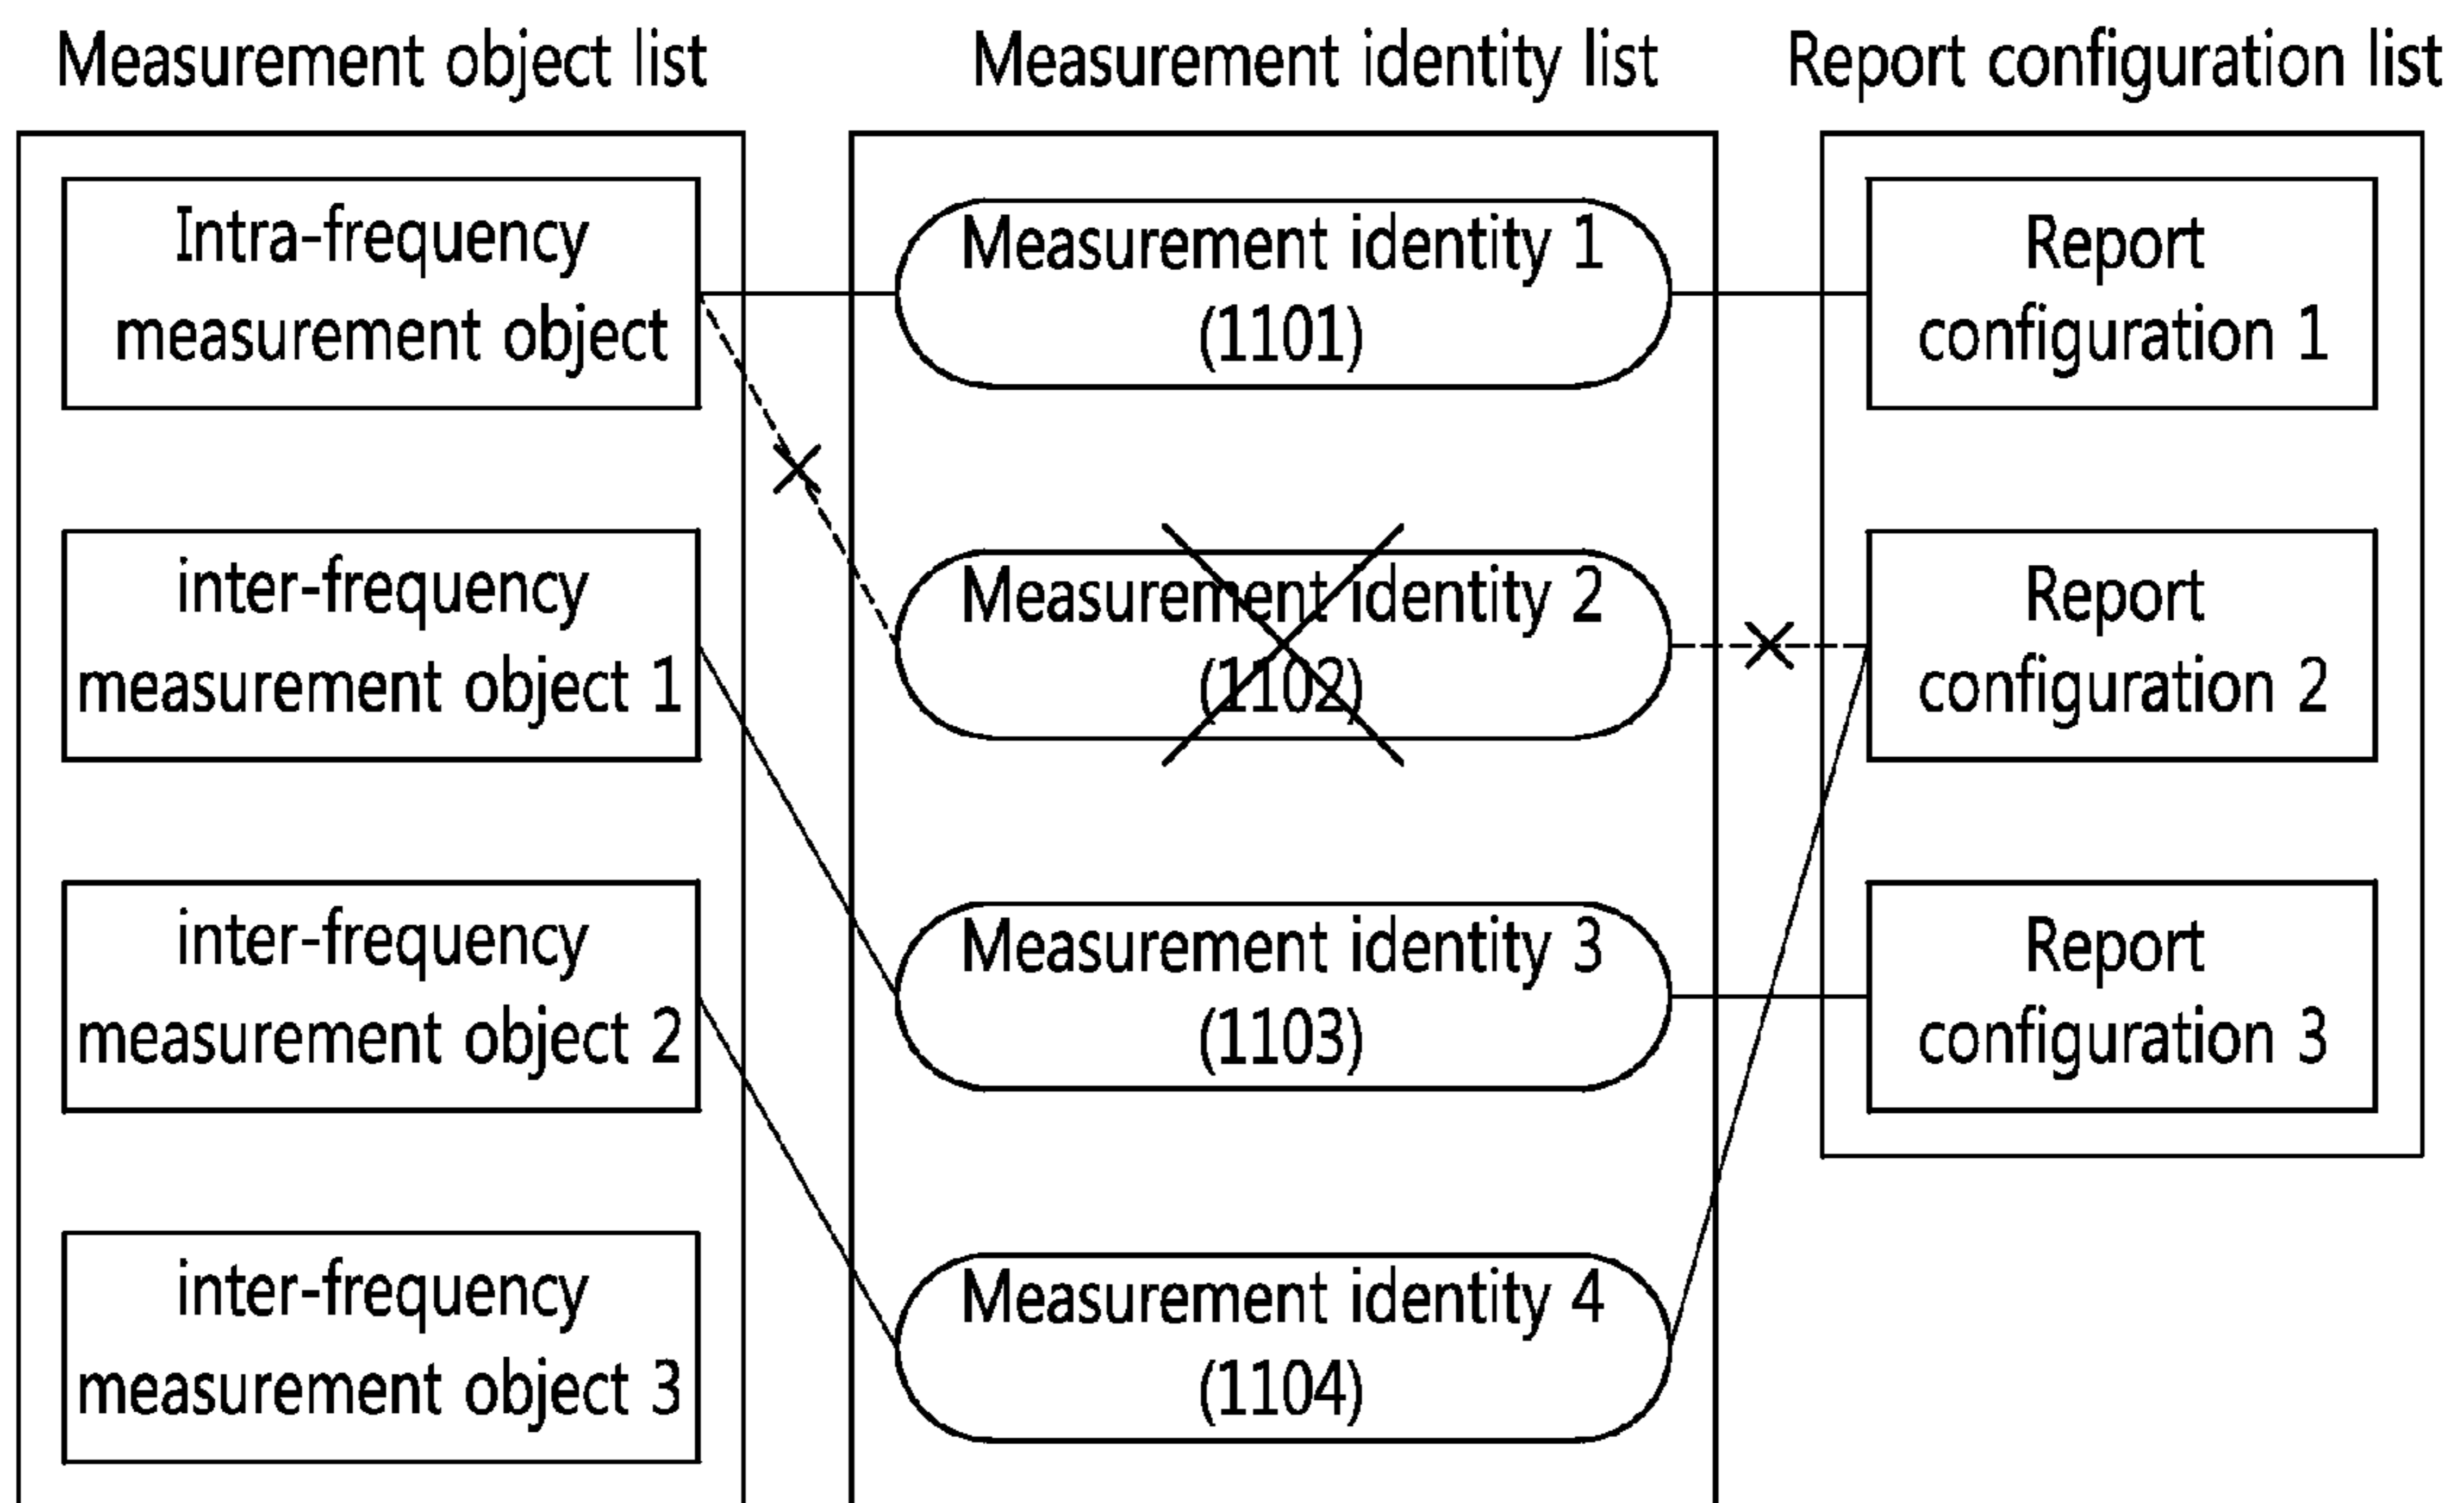 Measurement object list
Measurement identity list
Report configuration list
Intra-frequency
measurement object
inter-frequency
measurement object 1
inter-frequency
measurement object 2
inter-frequency
measurement object 3
Measurement identity 1
(1101)
Measurement identity 2
(1102)
Measurement identity 3
(1103)
Measurement identity 4
(1104)
Report
configuration 1
Report
configuration 2
Report
configuration 3